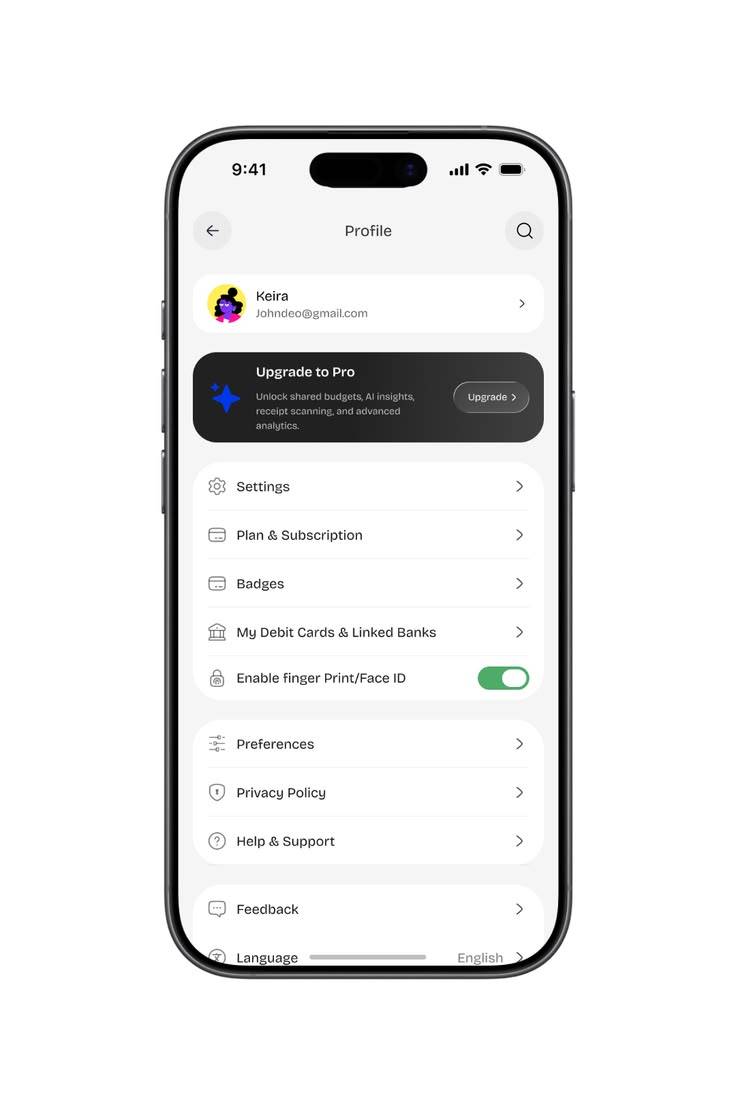 9:41
Profile
Keira
Johndeo@gmail.com
Upgrade to Pro
Unlock shared budgets, AI insights,
receipt scanning, and advanced
analytics.
Upgrade
Settings
Plan & Subscription
Badges
My Debit Cards & Linked Banks
Enable finger Print/Face ID
Preferences
Privacy Policy
Help & Support
Feedback
Language English